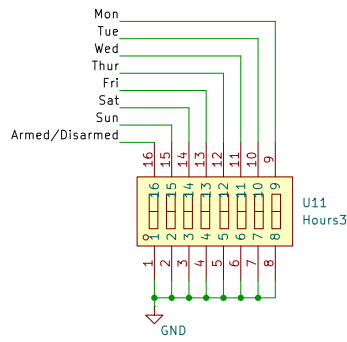 Mon
Tue
Wed
Thur
Fri
Sat
Sun
Armed/Disarmed
16 15 14 13 12 11 10 9
16 15 14 13 12 11 10 9
U11
Hours3
1 2 3 4 5 6 7 8
1 2 3 4 5 6 7 8
GND